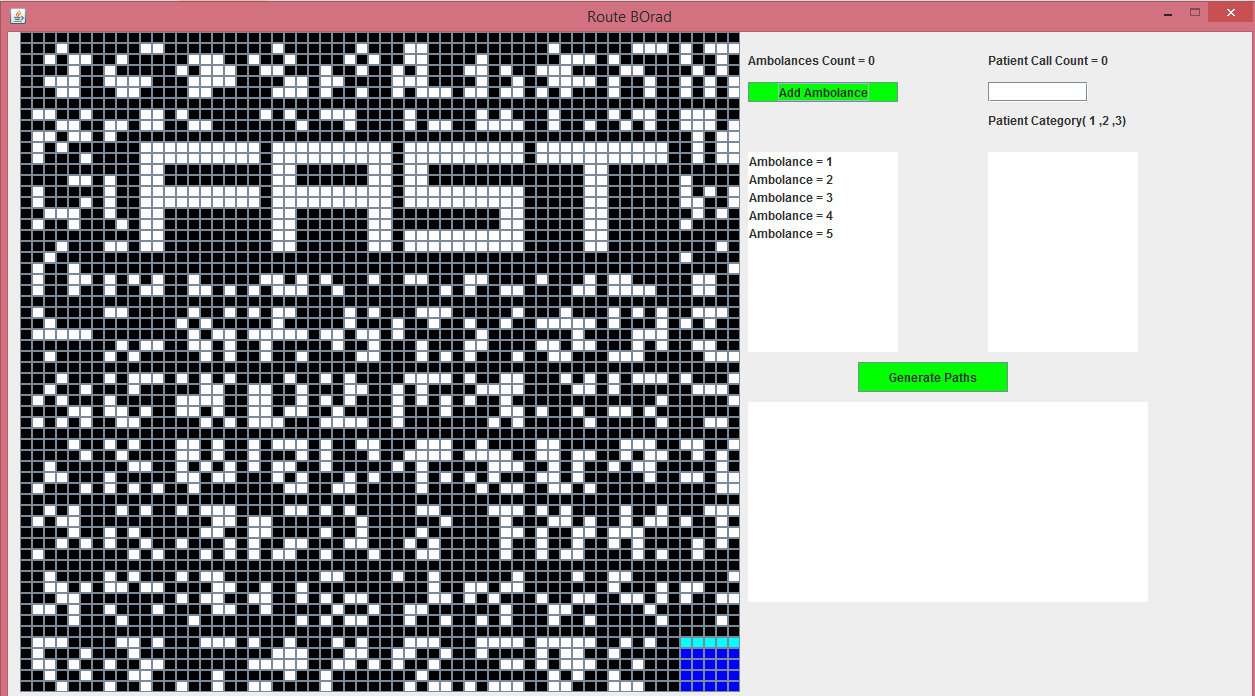 Route BOrad
FAST
Ambolances Count = 0
Patient Call Count = 0
Add Ambolance
Patient Category( 1 ,2 ,3)
Ambolance = 1
Ambolance = 2
Ambolance = 3
Ambolance = 4
Ambolance = 5
Generate Paths